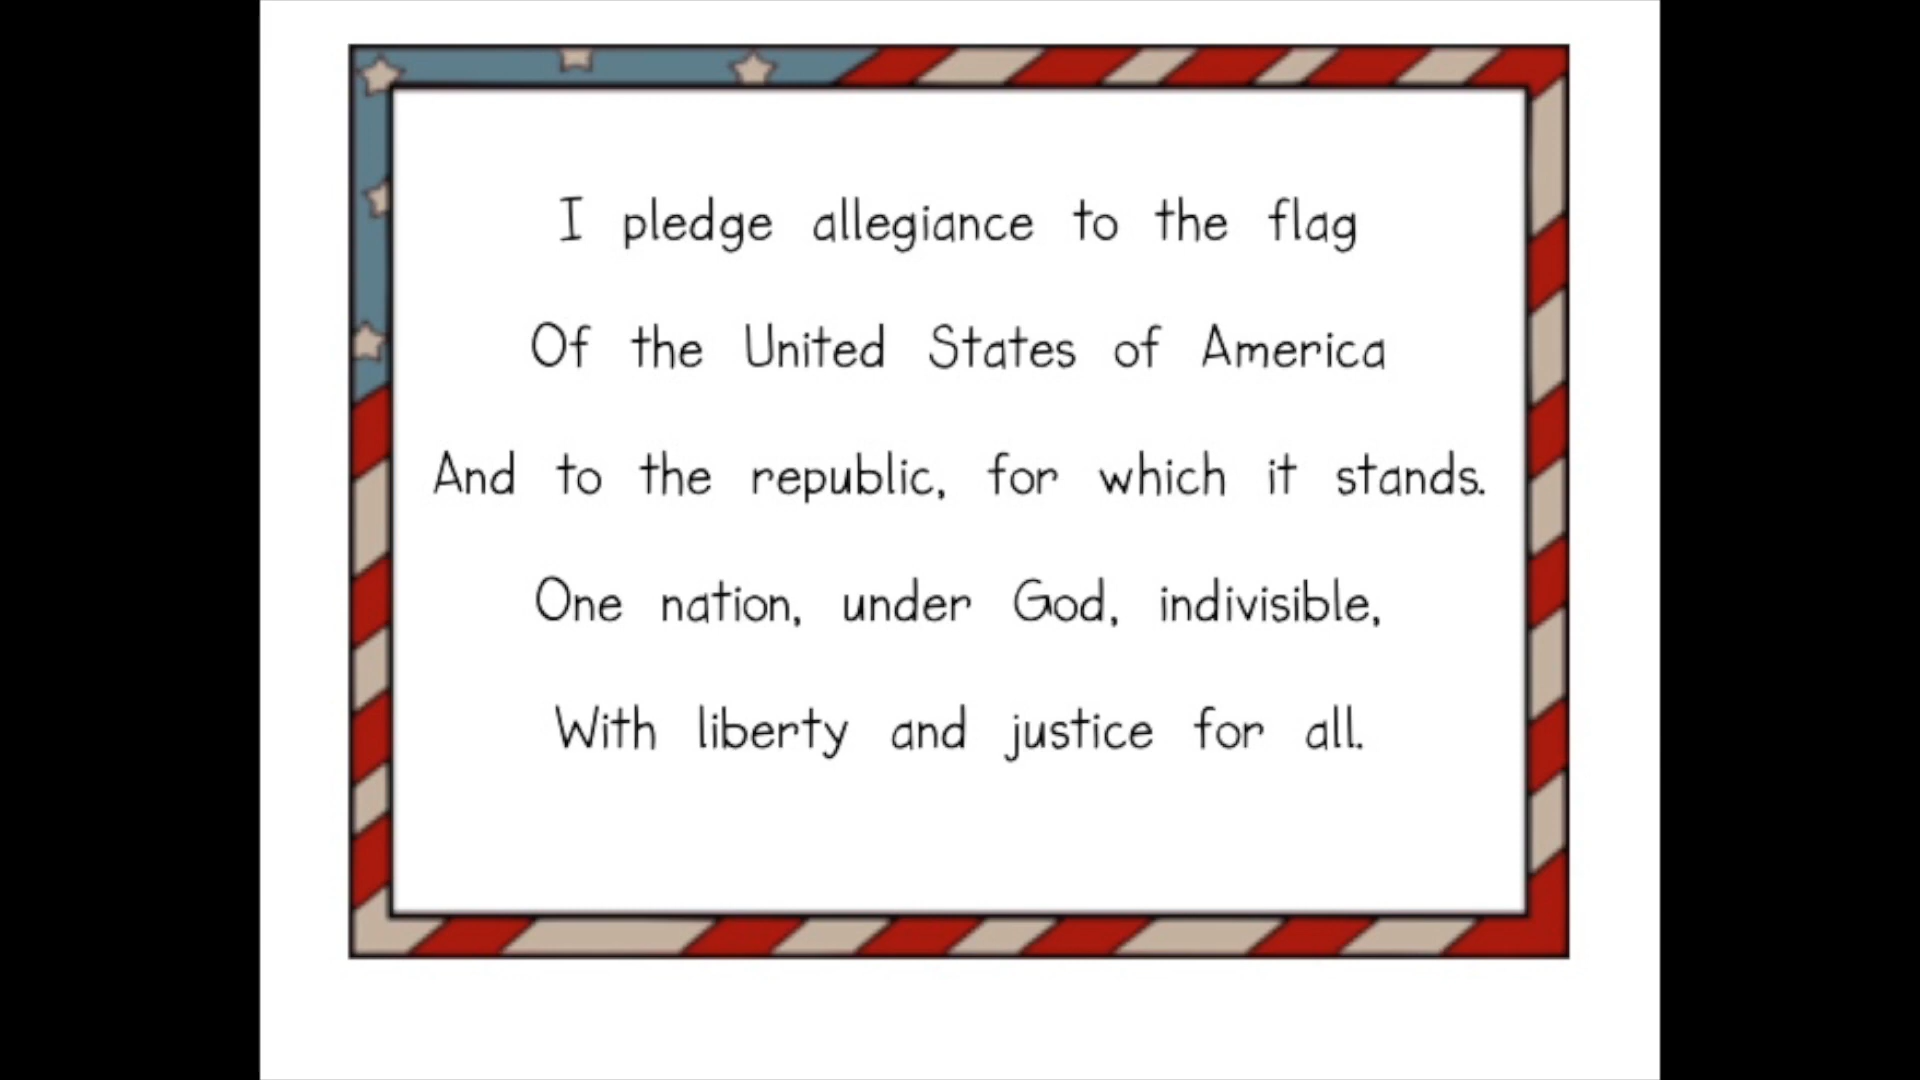 I pledge allegiance to the flag
Of the United States of America
And to the republic, for which it stands.
One nation, under God, indivisible,
With liberty and justice for all.